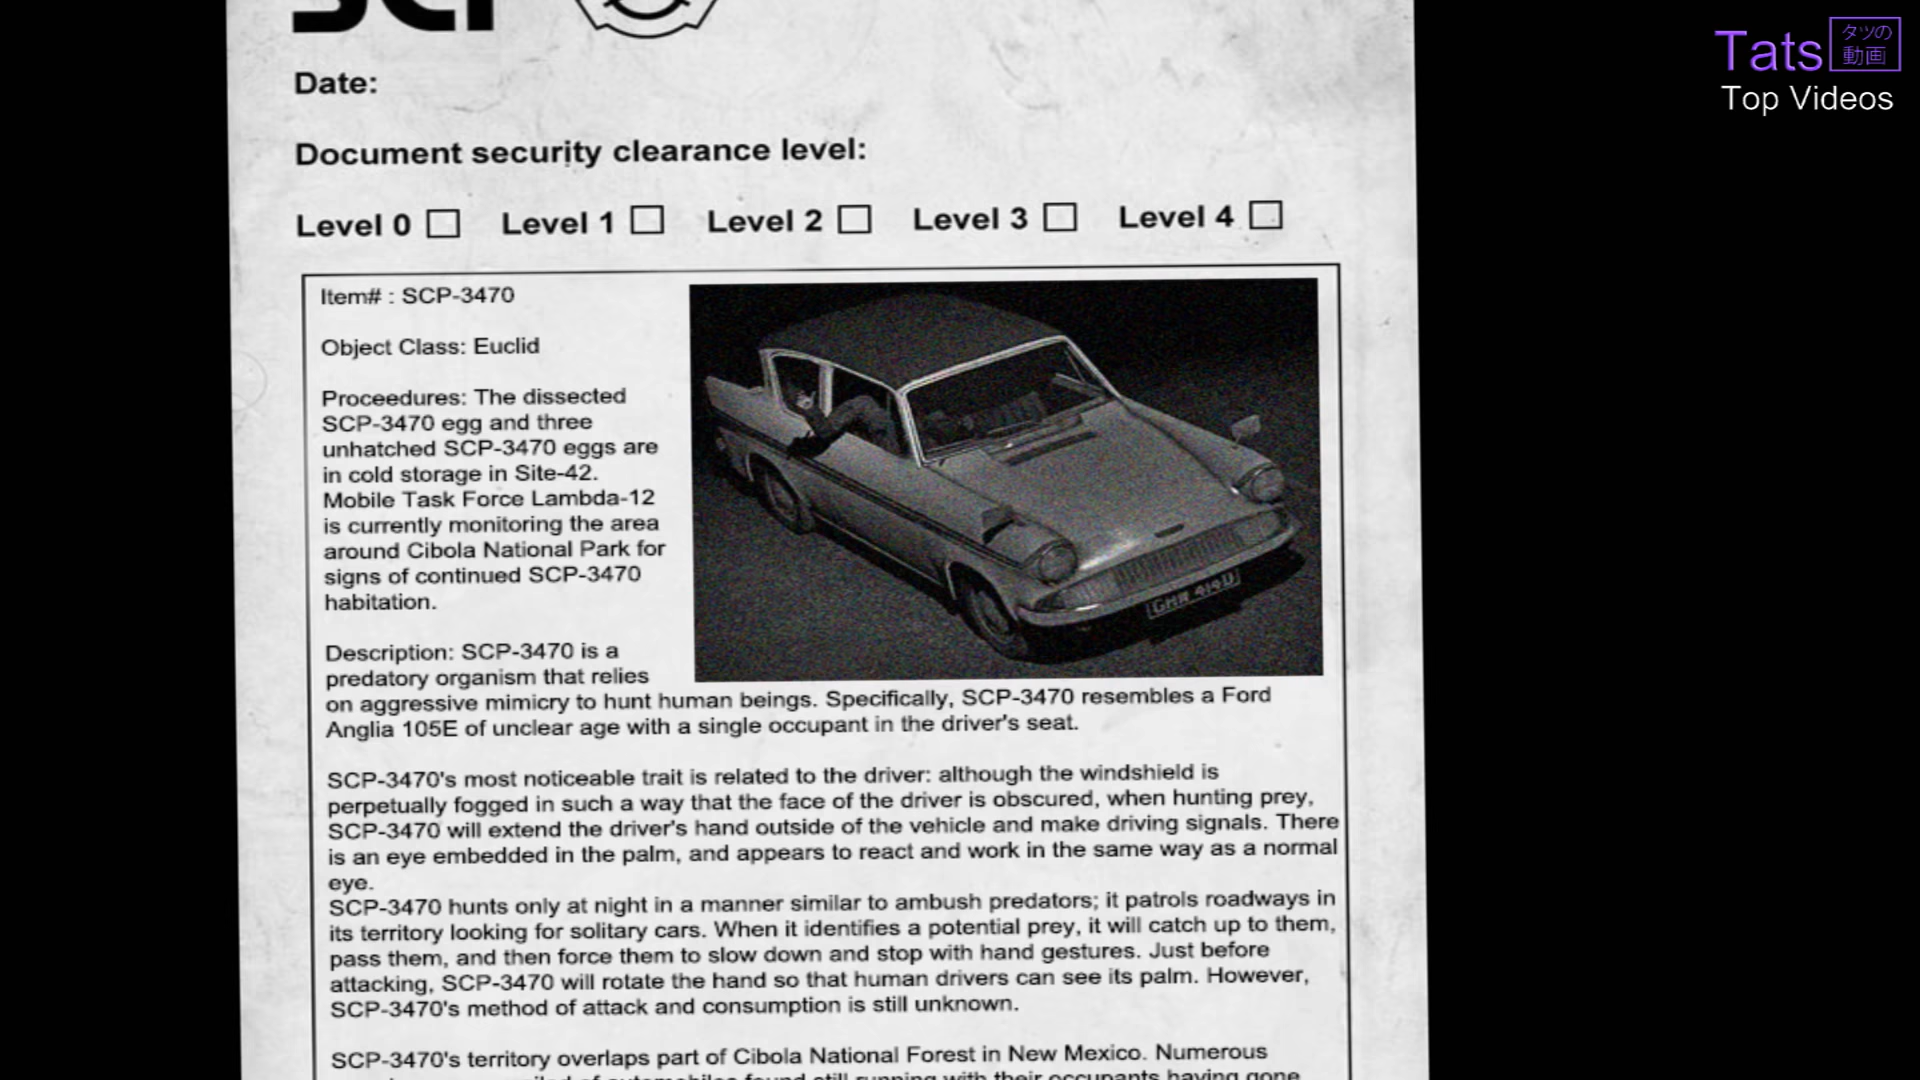 SCP
Tats タツの
動画
Top Videos
Date:
Document security clearance level:
Level 0 Level 1 Level 2 Level 3 Level 4
Item# : SCP-3470
Object Class: Euclid
Proceedures: The dissected
SCP-3470 egg and three
unhatched SCP-3470 eggs are
in cold storage in Site-42.
Mobile Task Force Lambda-12
is currently monitoring the area
around Cibola National Park for
signs of continued SCP-3470
habitation.
GHR 414D
Description: SCP-3470 is a
predatory organism that relies
on aggressive mimicry to hunt human beings. Specifically, SCP-3470 resembles a Ford
Anglia 105E of unclear age with a single occupant in the driver's seat.
SCP-3470's most noticeable trait is related to the driver: although the windshield is
perpetually fogged in such a way that the face of the driver is obscured, when hunting prey,
SCP-3470 will extend the driver's hand outside of the vehicle and make driving signals. There
is an eye embedded in the palm, and appears to react and work in the same way as a normal
eye.
SCP-3470 hunts only at night in a manner similar to ambush predators; it patrols roadways in
its territory looking for solitary cars. When it identifies a potential prey, it will catch up to them,
pass them, and then force them to slow down and stop with hand gestures. Just before
attacking, SCP-3470 will rotate the hand so that human drivers can see its palm. However,
SCP-3470's method of attack and consumption is still unknown.
SCP-3470's territory overlaps part of Cibola National Forest in New Mexico. Numerous
of automobiles found still running with their occupants having gone